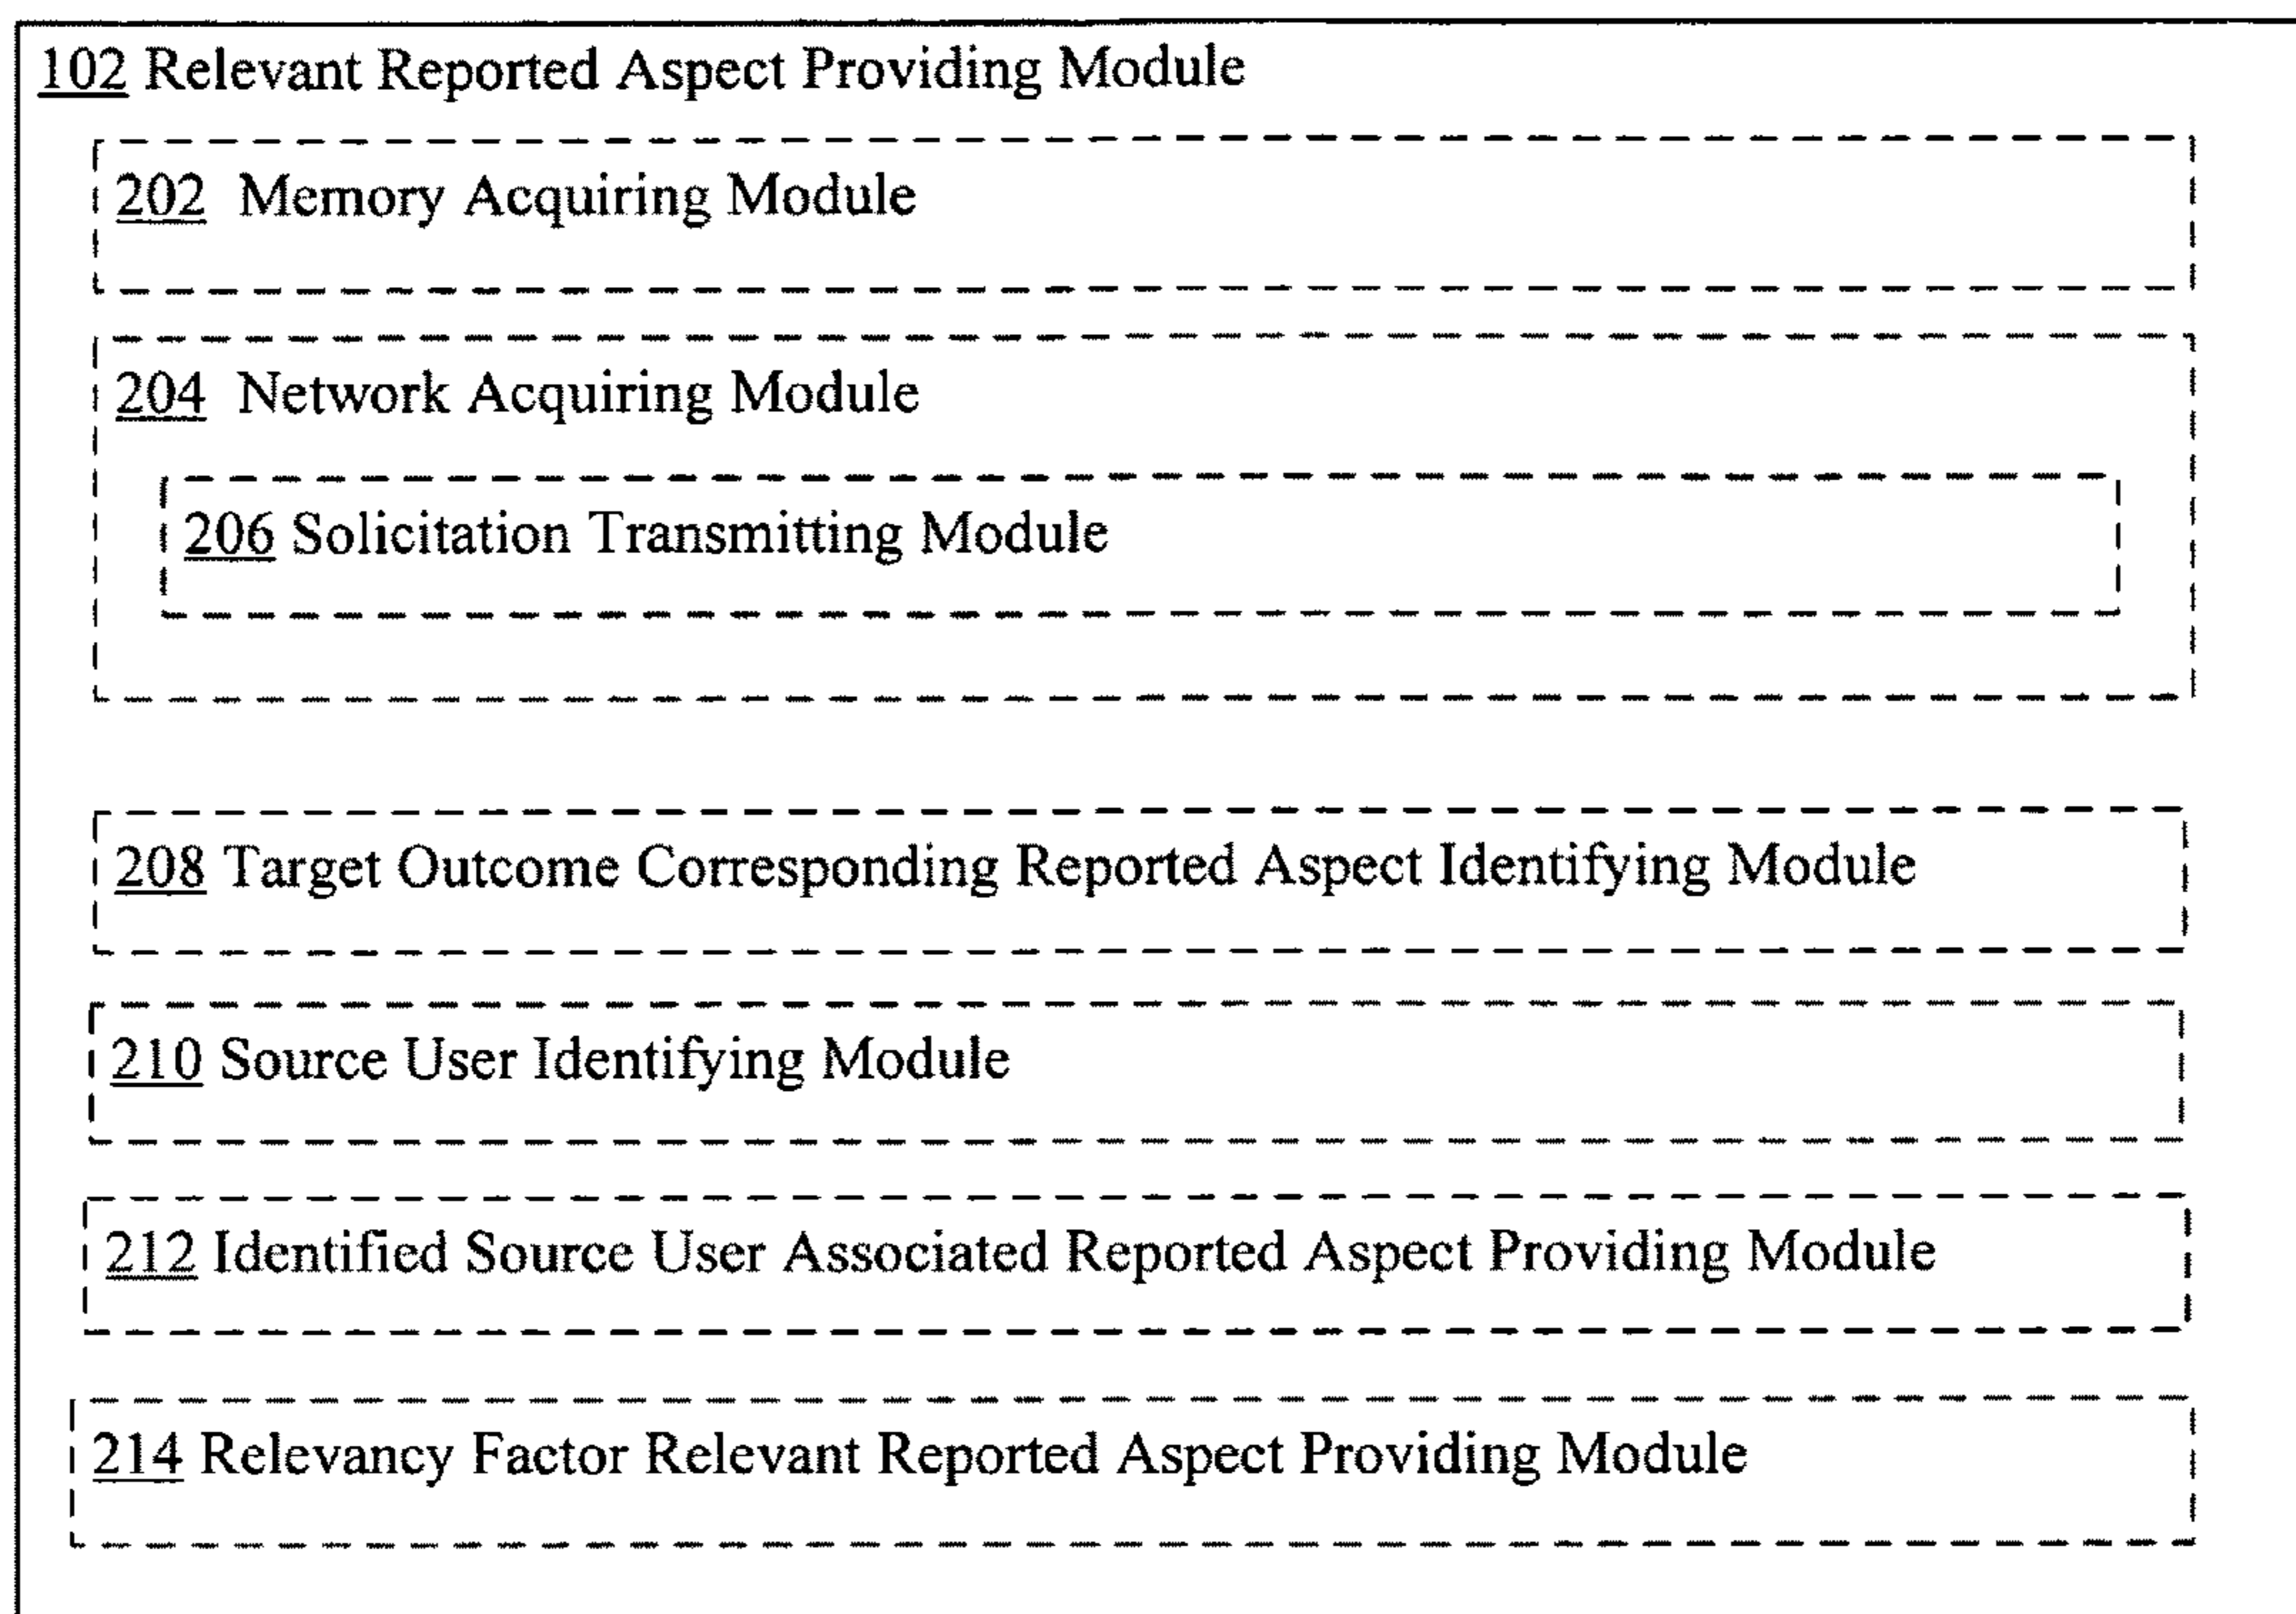 102 Relevant Reported Aspect Providing Module
202 Memory Acquiring Module
204 Network Acquiring Module
206 Solicitation Transmitting Module
208 Target Outcome Corresponding Reported Aspect Identifying Module
210 Source User Identifying Module
212 Identified Source User Associated Reported Aspect Providing Module
214 Relevancy Factor Relevant Reported Aspect Providing Module